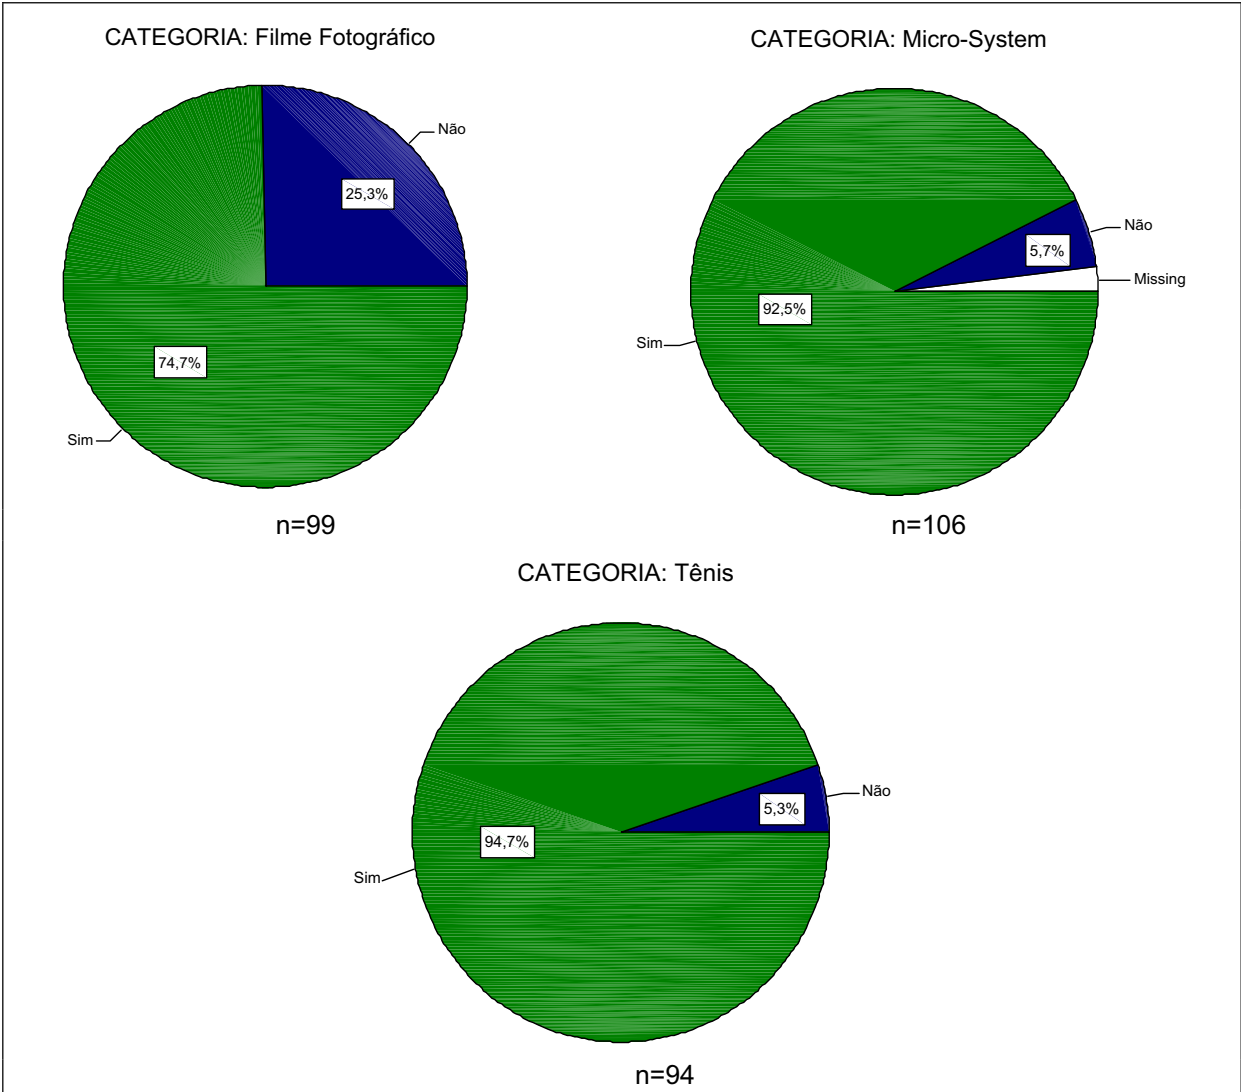 CATEGORIA: Filme Fotográfico
Não
25,3%
74,7%
Sim
n=99
CATEGORIA: Micro-System
Não
5,7%
Missing
92,5%
Sim
n=106
CATEGORIA: Tênis
Não
5,3%
94,7%
Sim
n=94